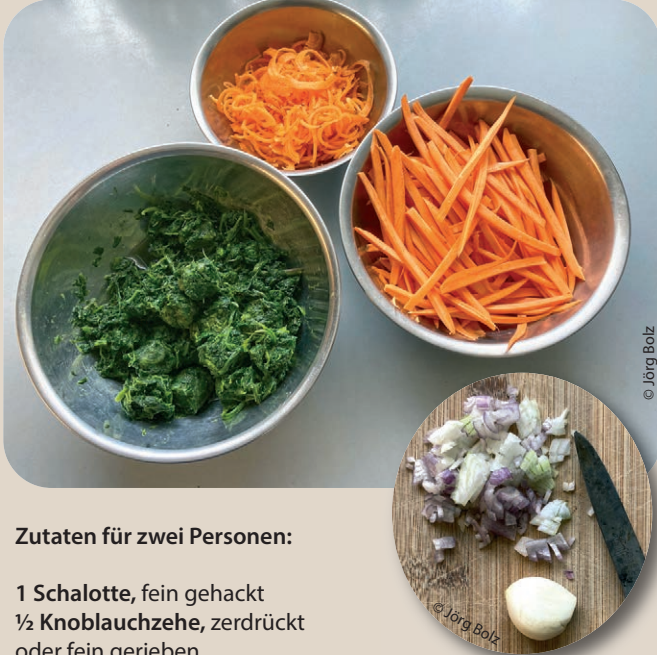 © Jörg Bolz
© Jörg Bolz
Zutaten für zwei Personen:
1 Schalotte, fein gehackt
½ Knoblauchzehe, zerdrückt
oder fein gerieben